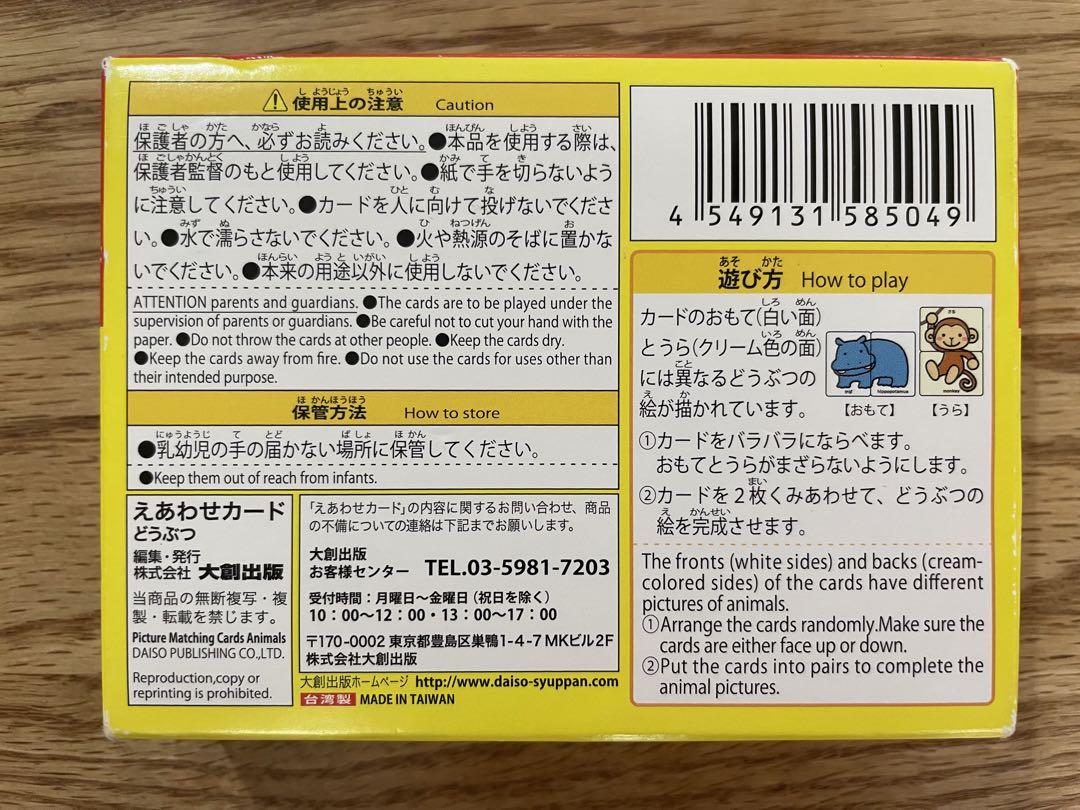 使用上の注意 Caution
保護者の方へ、必ずお読みください。●本品を使用する際は、
保護者監督のもと使用してください。●紙で手を切らないよう
に注意してください。●カードを人に向けて投げないでくださ
い。●水で濡らさないでください。●火や熱源のそばに置かな
いでください。●本来の用途以外に使用しないでください。
ATTENTION parents and guardians. ●The cards are to be played under the
supervision of parents or guardians. ●Be careful not to cut your hand with the
paper. ●Do not throw the cards at other people. ●Keep the cards dry.
●Keep the cards away from fire. ●Do not use the cards for uses other than
their intended purpose.
保管方法 How to store
●乳幼児の手の届かない場所に保管してください。
●Keep them out of reach from infants.
えあわせカード
どうぶつ
編集・発行
株式会社 大創出版
当商品の無断複写・複
製・転載を禁じます。
Picture Matching Cards Animals
DAISO PUBLISHING CO.,LTD.
Reproduction,copy or
reprinting is prohibited.
「えあわせカード」の内容に関するお問い合わせ、商品
の不備についての連絡は下記までお願いします。
大創出版
お客様センター TEL.03-5981-7203
受付時間：月曜日〜金曜日（祝日を除く）
10：00〜12：00・13：00〜17：00
〒170-0002 東京都豊島区巣鴨1-4-7 MKビル2F
株式会社大創出版
大創出版ホームページ http://www.daiso-syuppan.com
台湾製 MADE IN TAIWAN
4 549131 585049
遊び方 How to play
カードのおもて(白い面)
とうら(クリーム色の面)
には異なるどうぶつの
絵が描かれています。
かば hippopotamus
【おもて】
さる
monkey
【うら】
①カードをバラバラにならべます。
おもてとうらがまざらないようにします。
②カードを2枚くみあわせて、どうぶつの
絵を完成させます。
The fronts (white sides) and backs (cream-
colored sides) of the cards have different
pictures of animals.
①Arrange the cards randomly.Make sure the
cards are either face up or down.
②Put the cards into pairs to complete the
animal pictures.